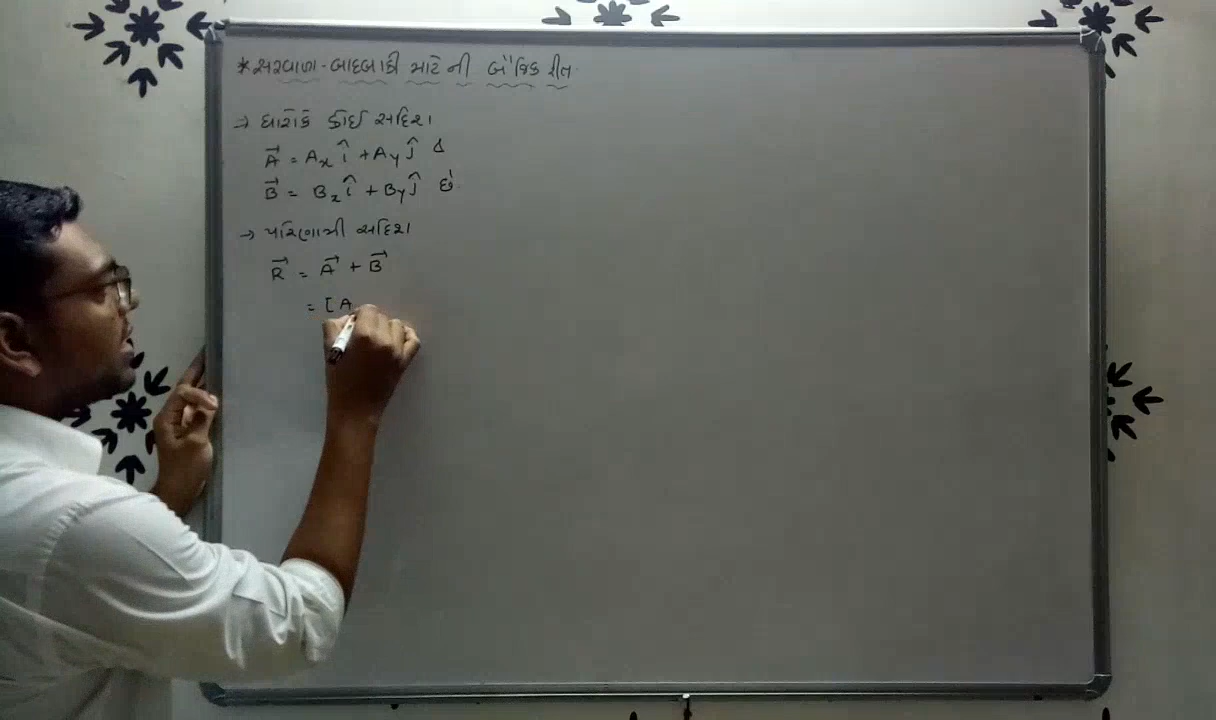 * સરવાળા-બાદબાકી માટે ની બૈજિક રીત
⇒ ધારોકે કોઈ સદિશ
A⃗ = Aₓ î + Ay ĵ &
B⃗ = Bₓ î + By ĵ છે.
→ પરિણામી સદિશ
R⃗ = A⃗ + B⃗
= [ A